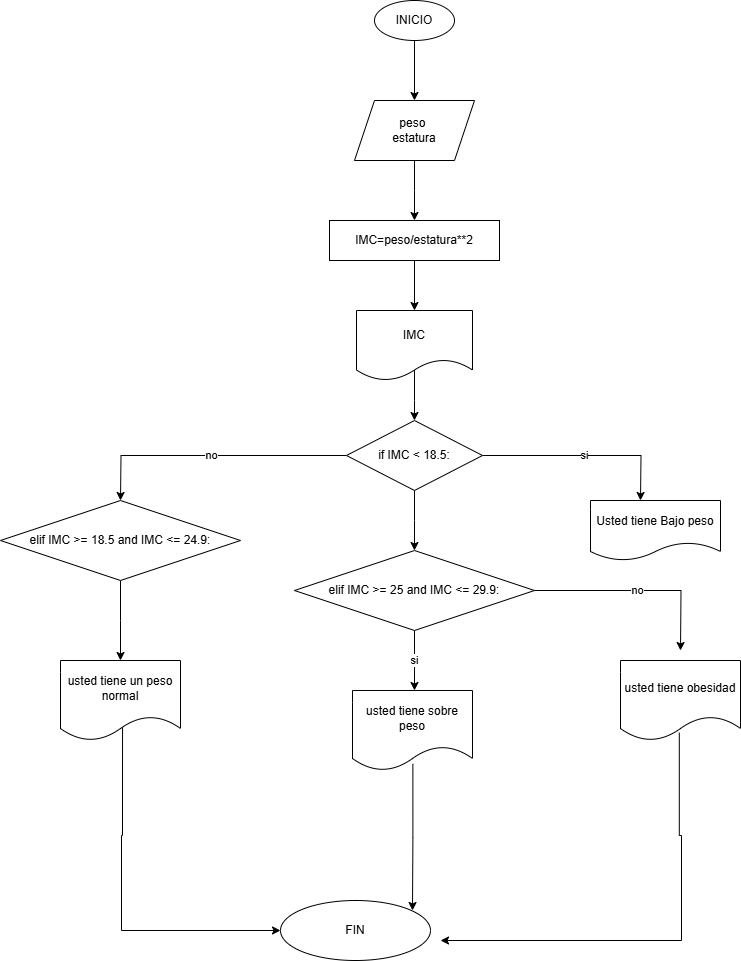 INICIO
peso
estatura
IMC=peso/estatura**2
IMC
if IMC < 18.5:
no
si
elif IMC >= 18.5 and IMC <= 24.9:
Usted tiene Bajo peso
elif IMC >= 25 and IMC <= 29.9:
no
si
usted tiene un peso
normal
usted tiene sobre
peso
usted tiene obesidad
FIN